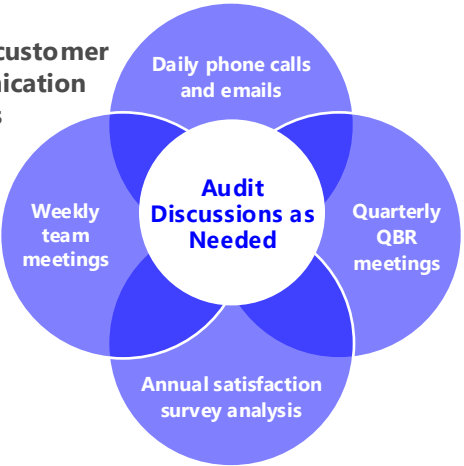 customer
Daily phone calls
and emails
Audit
Discussions as
Needed
Weekly
team
meetings
Quarterly
QBR
meetings
Annual satisfaction
survey analysis